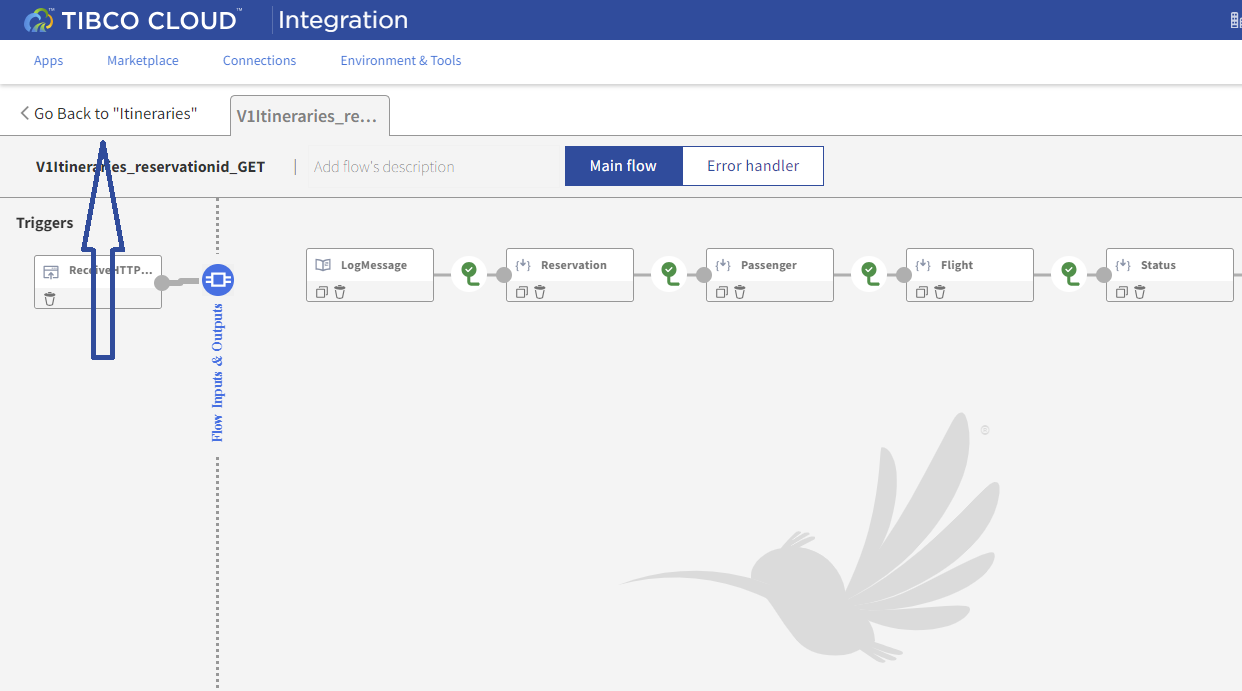 TIBCO CLOUD™ Integration
Apps Marketplace Connections Environment & Tools
Go Back to "Itineraries" V1Itineraries_re...
V1Itineraries_reservationid_GET | Add flow's description Main flow Error handler
Triggers
ReceiveHTTP...
Flow Inputs & Outputs
LogMessage Reservation Passenger Flight Status
®